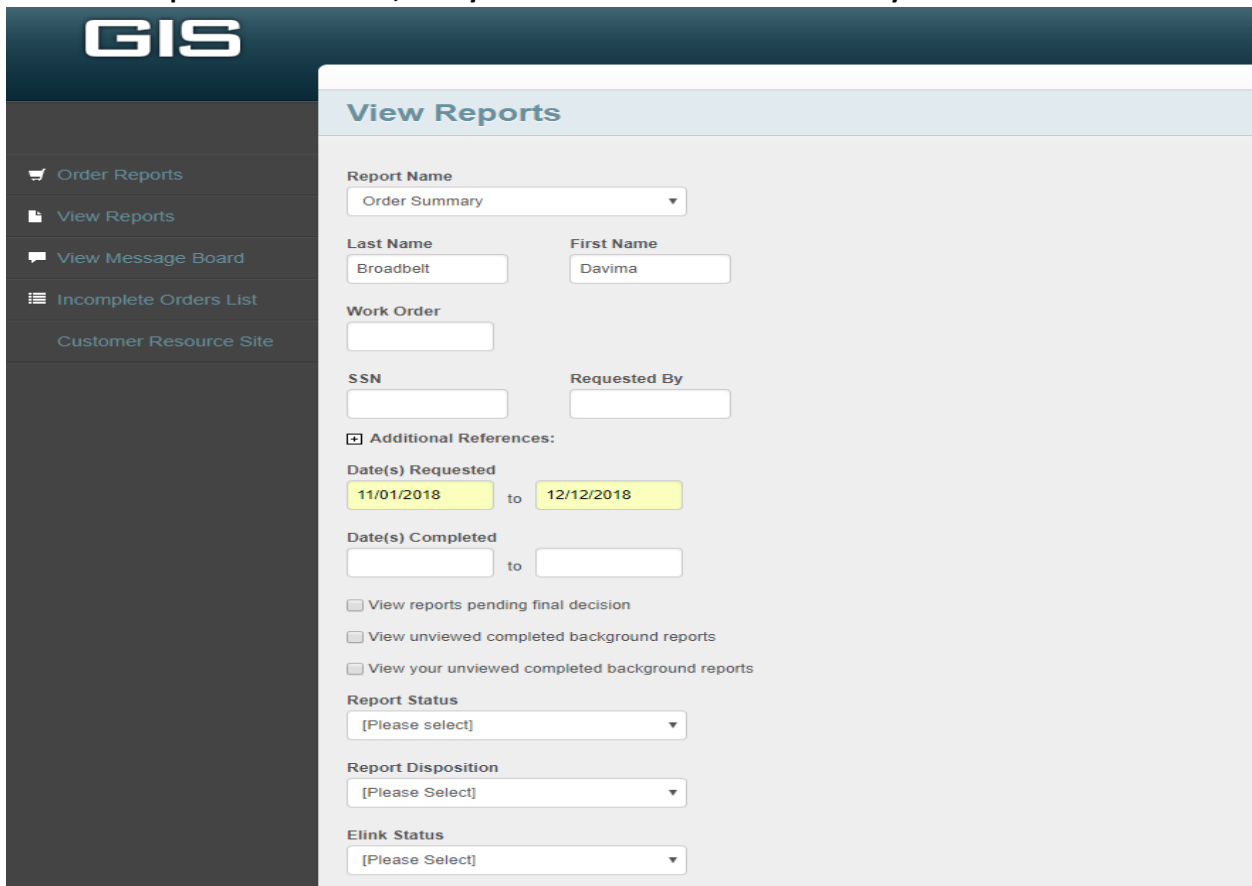 GIS
View Reports
Order Reports
View Reports
View Message Board
Incomplete Orders List
Customer Resource Site
Report Name
Order Summary
Last Name First Name
Broadbelt Davima
Work Order
SSN Requested By
Additional References:
Date(s) Requested
11/01/2018 to 12/12/2018
Date(s) Completed
to
View reports pending final decision
View unviewed completed background reports
View your unviewed completed background reports
Report Status
[Please select]
Report Disposition
[Please Select]
Elink Status
[Please Select]